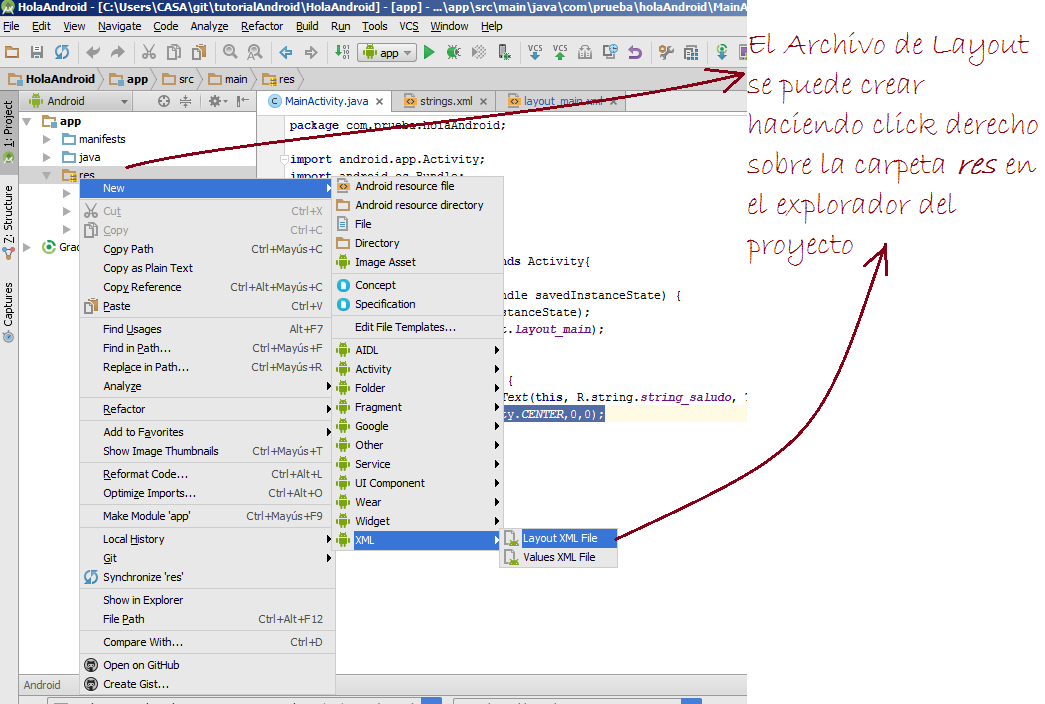 HolaAndroid - [C:\Users\CASA\git\tutorialAndroid\HolaAndroid] - [app] - ...\app\src\main\java\com\prueba\holaAndroid\MainA
File Edit View Navigate Code Analyze Refactor Build Run Tools VCS Window Help
app VCS VCS
HolaAndroid app src main res
Android MainActivity.java strings.xml layout_main.xml
1: Project
Z: Structure
Captures
app
manifests
java
res
Grad
package com.prueba.holaAndroid;
import android.app.Activity;
import android.os.Bundle;
nds Activity{
ndle savedInstanceState) {
stanceState);
t.layout_main);
{
Text(this, R.string.string_saludo, T
ty.CENTER,0,0);
New
Cut Ctrl+X
Copy Ctrl+C
Copy Path Ctrl+Mayús+C
Copy as Plain Text
Copy Reference Ctrl+Alt+Mayús+C
Paste Ctrl+V
Find Usages Alt+F7
Find in Path... Ctrl+Mayús+F
Replace in Path... Ctrl+Mayús+R
Analyze
Refactor
Add to Favorites
Show Image Thumbnails Ctrl+Mayús+T
Reformat Code... Ctrl+Alt+L
Optimize Imports... Ctrl+Alt+O
Make Module 'app' Ctrl+Mayús+F9
Local History
Git
Synchronize 'res'
Show in Explorer
File Path Ctrl+Alt+F12
Compare With... Ctrl+D
Open on GitHub
Create Gist...
Android resource file
Android resource directory
File
Directory
Image Asset
Concept
Specification
Edit File Templates...
AIDL
Activity
Folder
Fragment
Google
Other
Service
UI Component
Wear
Widget
XML
Layout XML File
Values XML File
Android
El Archivo de Layout
se puede crear
haciendo click derecho
sobre la carpeta res en
el explorador del
proyecto